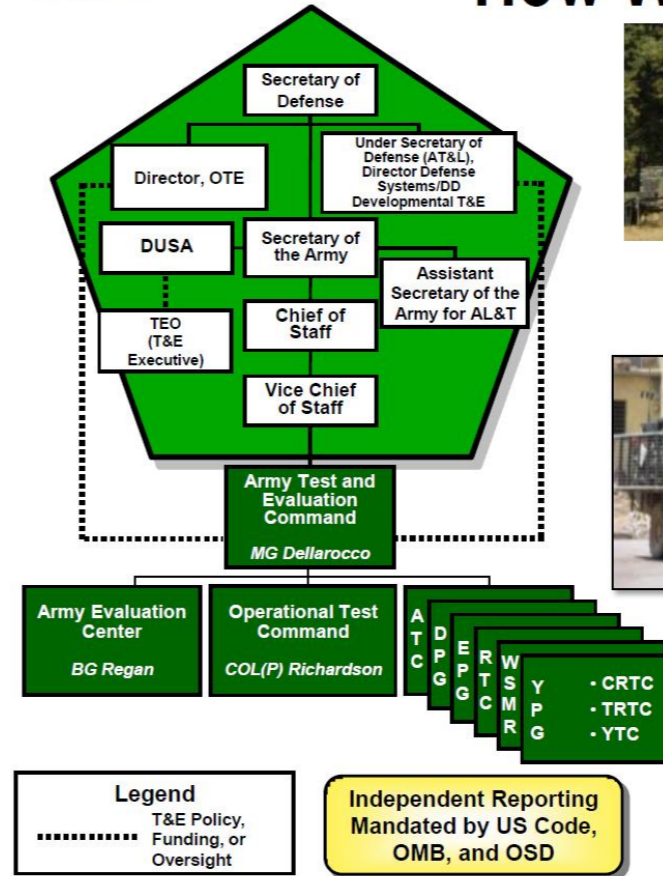 Secretary of
Defense
Director, OTE
Under Secretary of
Defense (AT&L),
Director Defense
Systems/DD
Developmental T&E
DUSA
Secretary of
the Army
Assistant
Secretary of the
Army for AL&T
TEO
(T&E
Executive)
Chief of
Staff
Vice Chief
of Staff
Army Test and
Evaluation
Command
MG Dellarocco
Army Evaluation
Center
BG Regan
Operational Test
Command
COL(P) Richardson
ATC
DPG
EPG
RTC
WSMR
YPG
• CRTC
• TRTC
• YTC
Legend
T&E Policy,
Funding, or
Oversight
Independent Reporting
Mandated by US Code,
OMB, and OSD